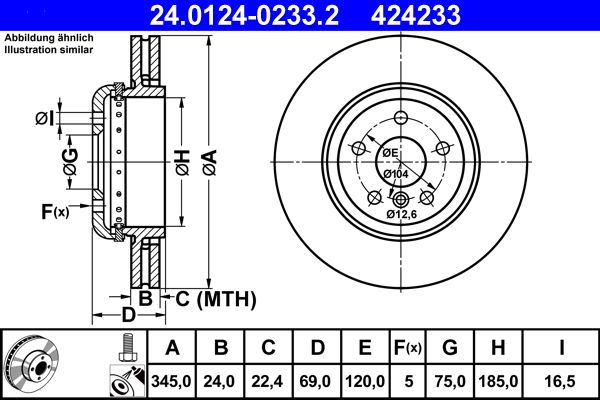 24.0124-0233.2 424233
Abbildung ähnlich
Illustration similar
ØI
ØG
F(x)
ØH
ØA
B
C (MTH)
D
ØE
Ø104
Ø12,6
A B C D E F(x) G H I
345,0 24,0 22,4 69,0 120,0 5 75,0 185,0 16,5